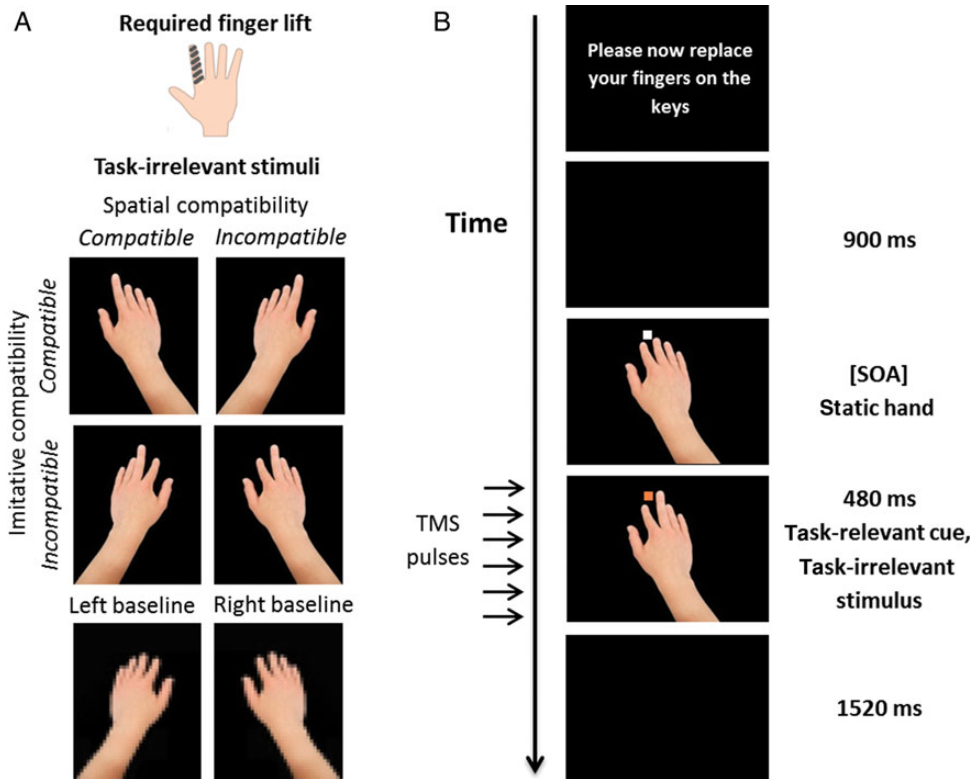 A
Required finger lift
Task-irrelevant stimuli
Spatial compatibility
Compatible
Incompatible
Imitative compatibility
Compatible
Incompatible
Left baseline
Right baseline
B
Time
TMS
pulses
Please now replace
your fingers on the
keys
900 ms
[SOA]
Static hand
480 ms
Task-relevant cue,
Task-irrelevant
stimulus
1520 ms